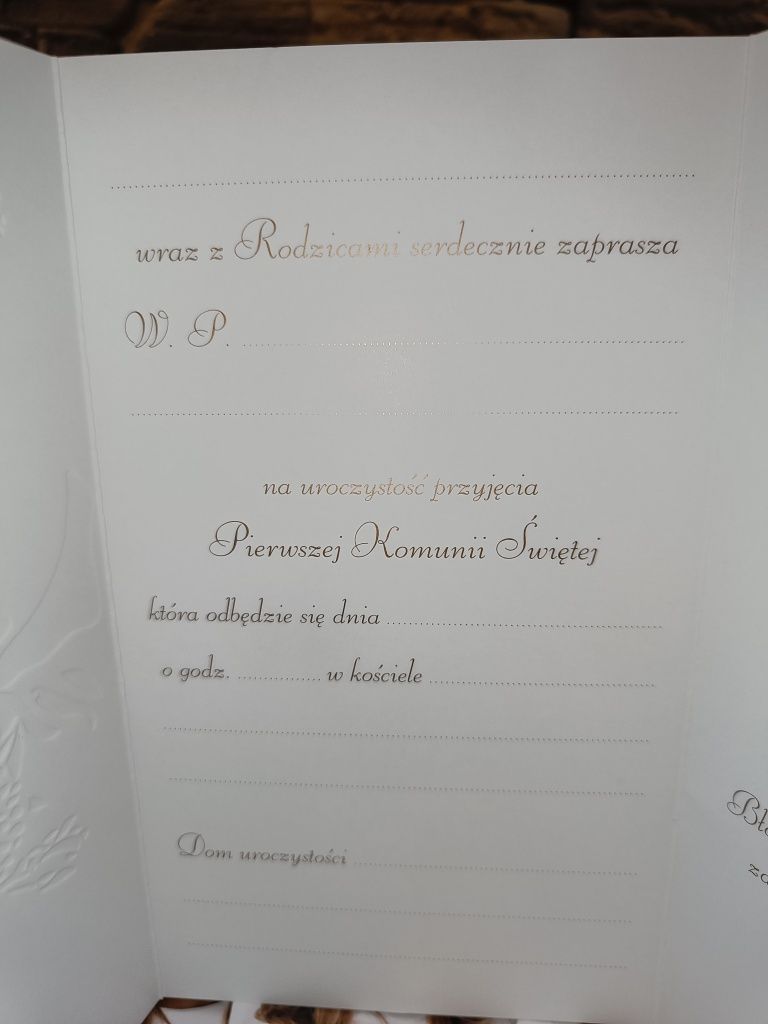 wraz z Rodzicami serdecznie zaprasza
W. P.
na uroczystość przyjęcia
Pierwszej Komunii Świętej
która odbędzie się dnia
o godz. w kościele
Dom uroczystości